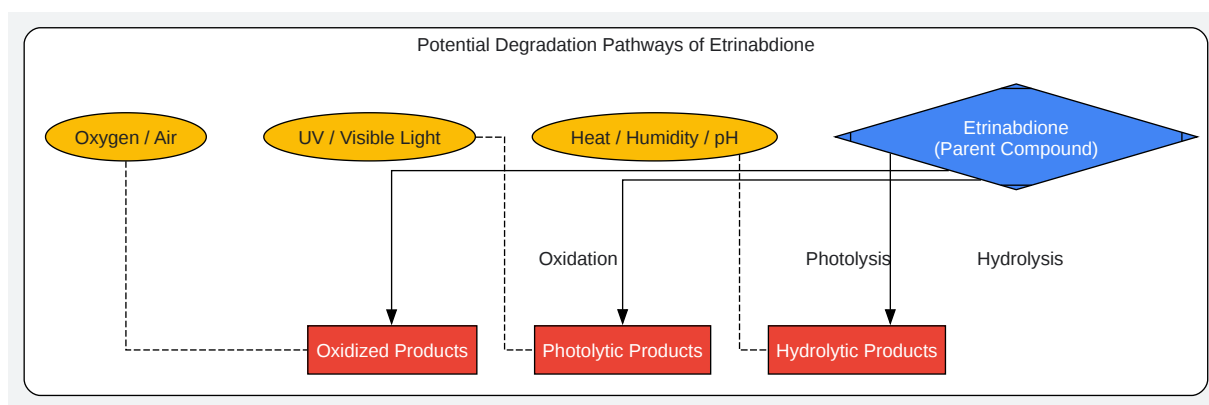 Potential Degradation Pathways of Etrinabdione
Oxygen / Air
UV / Visible Light
Heat / Humidity / pH
Etrinabdione
(Parent Compound)
Oxidation
Photolysis
Hydrolysis
Oxidized Products
Photolytic Products
Hydrolytic Products